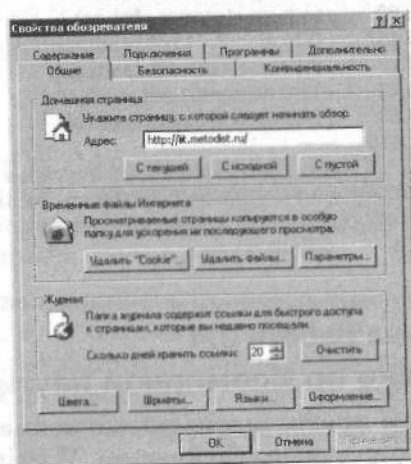 Свойства обозревателя
Содержание Подключения Программы Дополнительно
Общие Безопасность Конфиденциальность
Домашняя страница
Укажите страницу, с которой следует начинать обзор.
Адрес: http://iit.metodist.ru/
С текущей С исходной С пустой
Временные файлы Интернета
Просматриваемые страницы копируются в особую
папку для ускорения их последующего просмотра.
Удалить "Cookie"... Удалить файлы... Параметры...
Журнал
Папка журнала содержит ссылки для быстрого доступа
к страницам, которые вы недавно посещали.
Сколько дней хранить ссылки: 20 Очистить
Цвета... Шрифты... Языки... Оформление...
OK Отмена